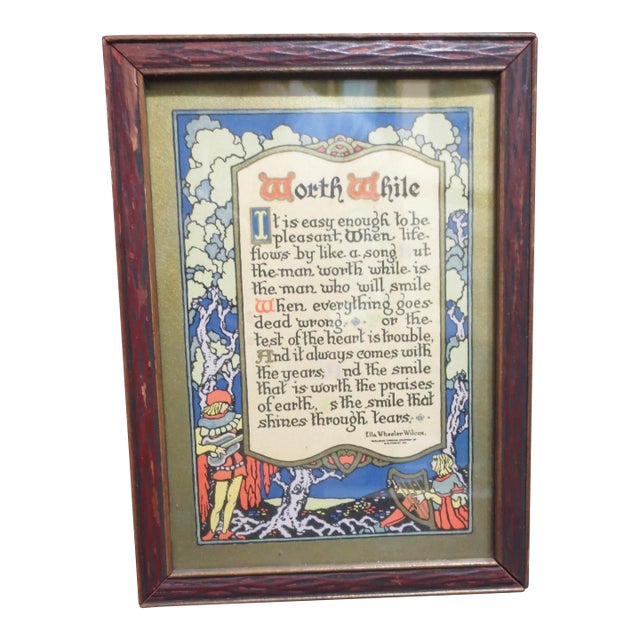 Worth While
It is easy enough to be
pleasant, When life
flows by like a song ut
the man worth while is
the man who will smile
When everything goes
dead wrong. or the
test of the heart is trouble,
And it always comes with
the years, nd the smile
that is worth the praises
of earth, s the smile that
shines through tears.
Ella Wheeler Wilcox.